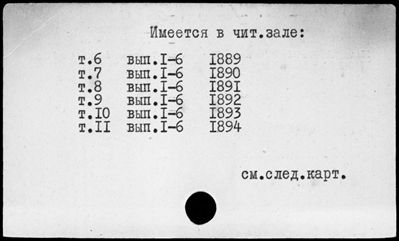 Имеется в чит.зале:
т.6 вып.I-6 I889
т.7 вып.I-6 I890
т.8 вып.I-6 I89I
т.9 вып.I-6 I892
т.I0 вып.I-6 I893
т.II вып.I-6 I894
см.след.карт.